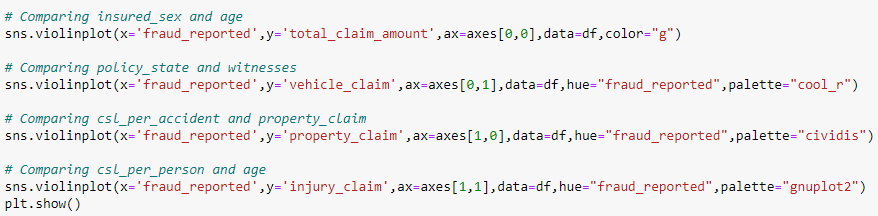 # Comparing insured_sex and age
sns.violinplot(x='fraud_reported',y='total_claim_amount',ax=axes[0,0],data=df,color="g")
# Comparing policy_state and witnesses
sns.violinplot(x='fraud_reported',y='vehicle_claim',ax=axes[0,1],data=df,hue="fraud_reported",palette="cool_r")
# Comparing csl_per_accident and property_claim
sns.violinplot(x='fraud_reported',y='property_claim',ax=axes[1,0],data=df,hue="fraud_reported",palette="cividis")
# Comparing csl_per_person and age
sns.violinplot(x='fraud_reported',y='injury_claim',ax=axes[1,1],data=df,hue="fraud_reported",palette="gnuplot2")
plt.show()